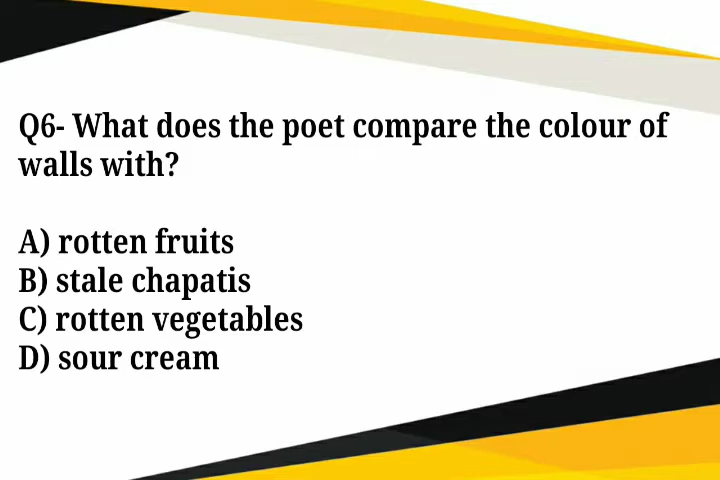 Q6- What does the poet compare the colour of
walls with?
A) rotten fruits
B) stale chapatis
C) rotten vegetables
D) sour cream